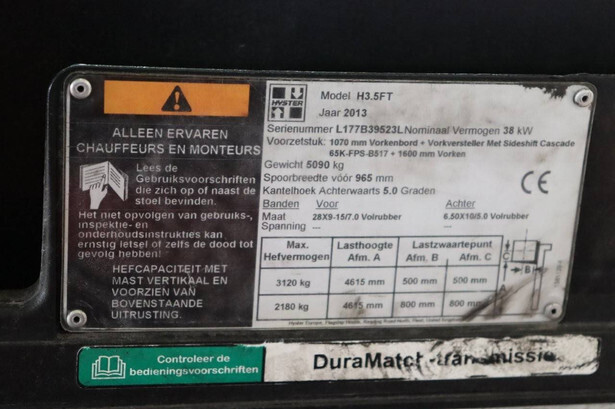 ALLEEN ERVAREN
CHAUFFEURS EN MONTEURS
Lees de
Gebruiksvoorschriften
die zich op of naast de
stoel bevinden.
Het niet opvolgen van gebruiks-,
inspektie- en
onderhoudsinstrukties kan
ernstig letsel of zelfs de dood tot
gevolg hebben!
HEFCAPACITEIT MET
MAST VERTIKAAL EN
VOORZIEN VAN
BOVENSTAANDE
UITRUSTING.
HYSTER
Model H3.5FT
Jaar 2013
Serienummer L177B39523L Nominaal Vermogen 38 kW
Voorzetstuk: 1070 mm Vorkenbord + Vorkversteller Met Sideshift Cascade
65K-FPS-B517 + 1600 mm Vorken
Gewicht 5090 kg
Spoorbreedte vóór 965 mm
Kantelhoek Achterwaarts 5.0 Graden
CE
Banden Voor Achter
Maat 28X9-15/7.0 Volrubber 6.50X10/5.0 Volrubber
Spanning --- ---
Max. Hefvermogen Lasthoogte Afm. A Lastzwaartepunt Afm. B Afm. C
3120 kg 4615 mm 500 mm 500 mm
2180 kg 4615 mm 800 mm 800 mm
C
B
A
Controleer de
bedieningsvoorschriften
DuraMatch -transmissie